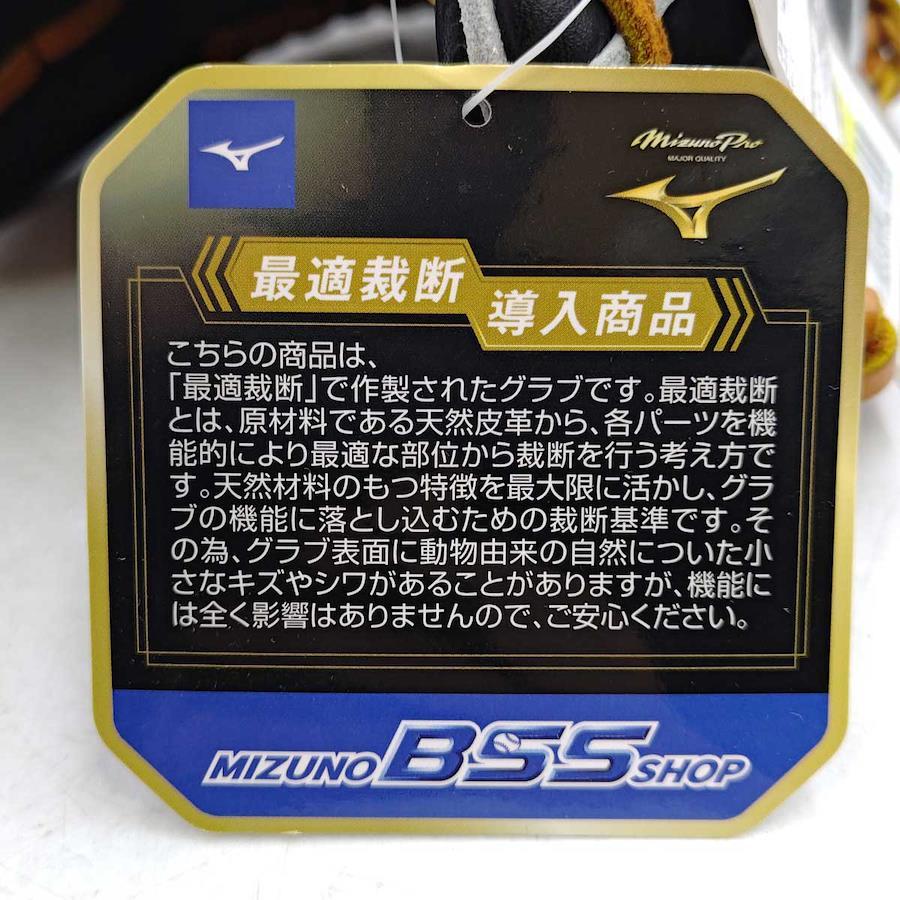 Mizuno Pro
MAJOR QUALITY
最適裁断
導入商品
こちらの商品は、
「最適裁断」で作製されたグラブです。最適裁断
とは、原材料である天然皮革から、各パーツを機
能的により最適な部位から裁断を行う考え方で
す。天然材料のもつ特徴を最大限に活かし、グラ
ブの機能に落とし込むための裁断基準です。そ
の為、グラブ表面に動物由来の自然についた小
さなキズやシワがあることがありますが、機能に
は全く影響はありませんので、ご安心ください。
MIZUNO BSS SHOP